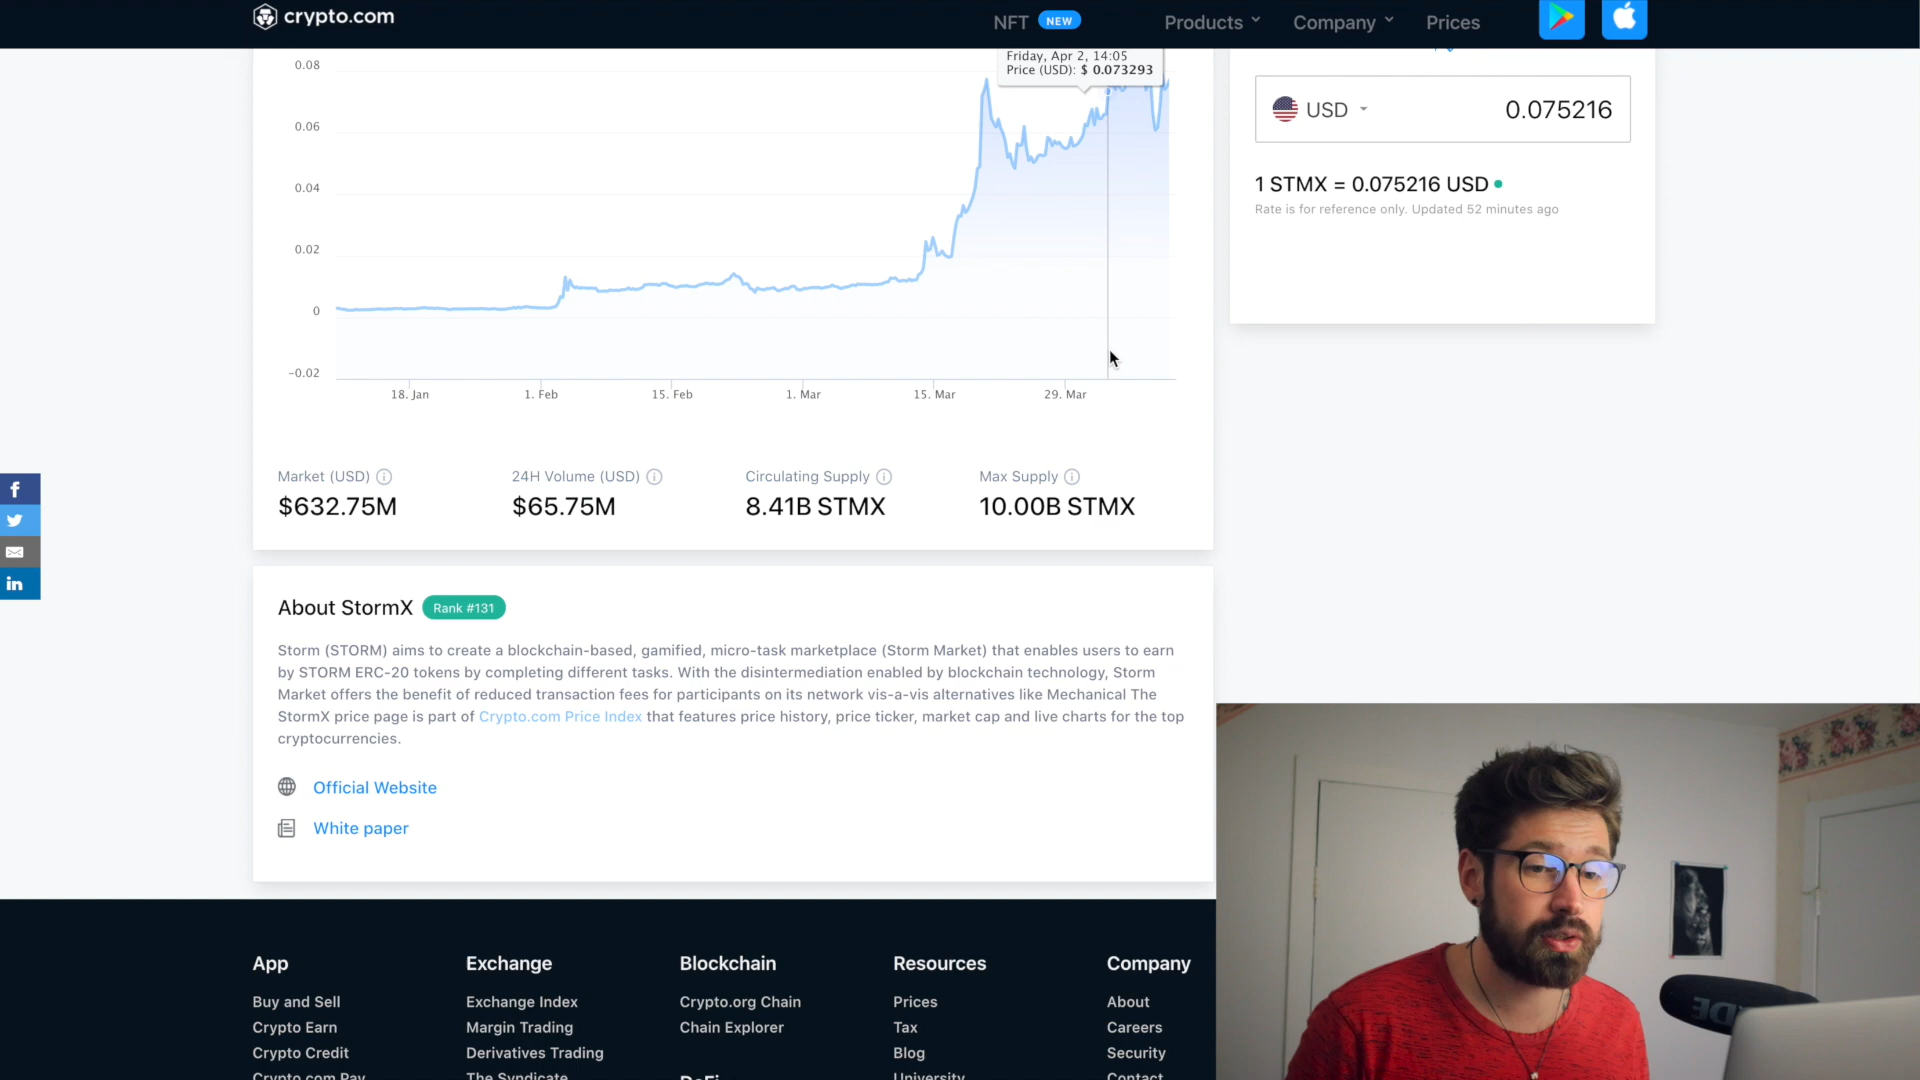 crypto.com
NFT NEW
Products
Company
Prices
0.08
0.06
0.04
0.02
0
−0.02
Friday, Apr 2, 14:05
Price (USD): $ 0.073293
18. Jan
1. Feb
15. Feb
1. Mar
15. Mar
29. Mar
USD
0.075216
1 STMX = 0.075216 USD
Rate is for reference only. Updated 52 minutes ago
Market (USD)
$632.75M
24H Volume (USD)
$65.75M
Circulating Supply
8.41B STMX
Max Supply
10.00B STMX
About StormX Rank #131
Storm (STORM) aims to create a blockchain-based, gamified, micro-task marketplace (Storm Market) that enables users to earn
by STORM ERC-20 tokens by completing different tasks. With the disintermediation enabled by blockchain technology, Storm
Market offers the benefit of reduced transaction fees for participants on its network vis-a-vis alternatives like Mechanical The
StormX price page is part of Crypto.com Price Index that features price history, price ticker, market cap and live charts for the top
cryptocurrencies.
Official Website
White paper
App
Buy and Sell
Crypto Earn
Crypto Credit
Crypto.com Pay
Exchange
Exchange Index
Margin Trading
Derivatives Trading
The Syndicate
Blockchain
Crypto.org Chain
Chain Explorer
DeFi
Resources
Prices
Tax
Blog
University
Company
About
Careers
Security
Contact